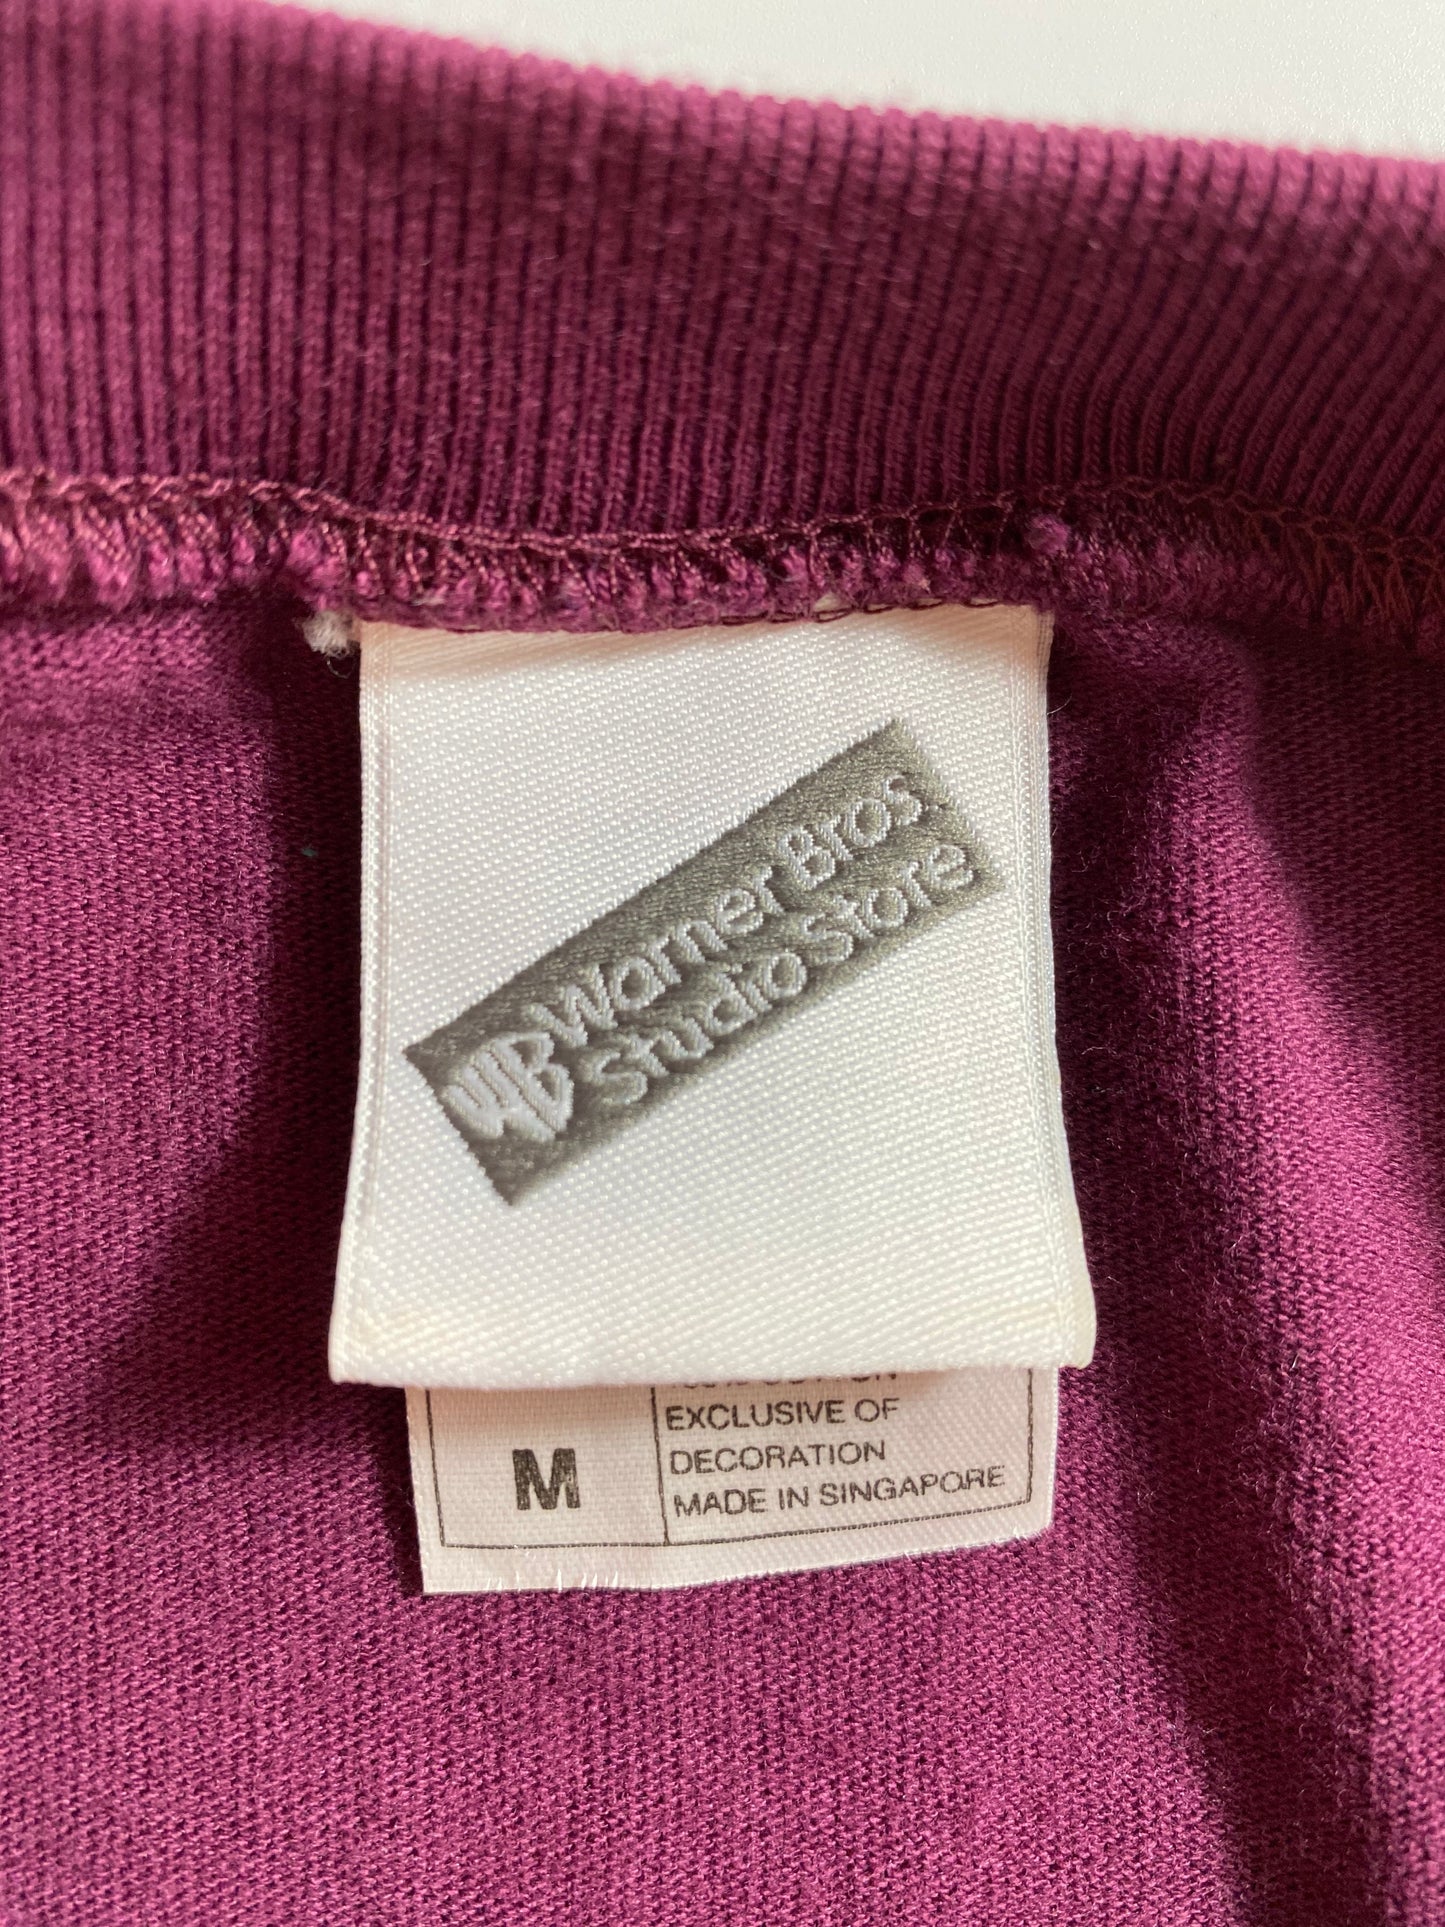 WB Warner Bros
Studio Store
M
EXCLUSIVE OF
DECORATION
MADE IN SINGAPORE